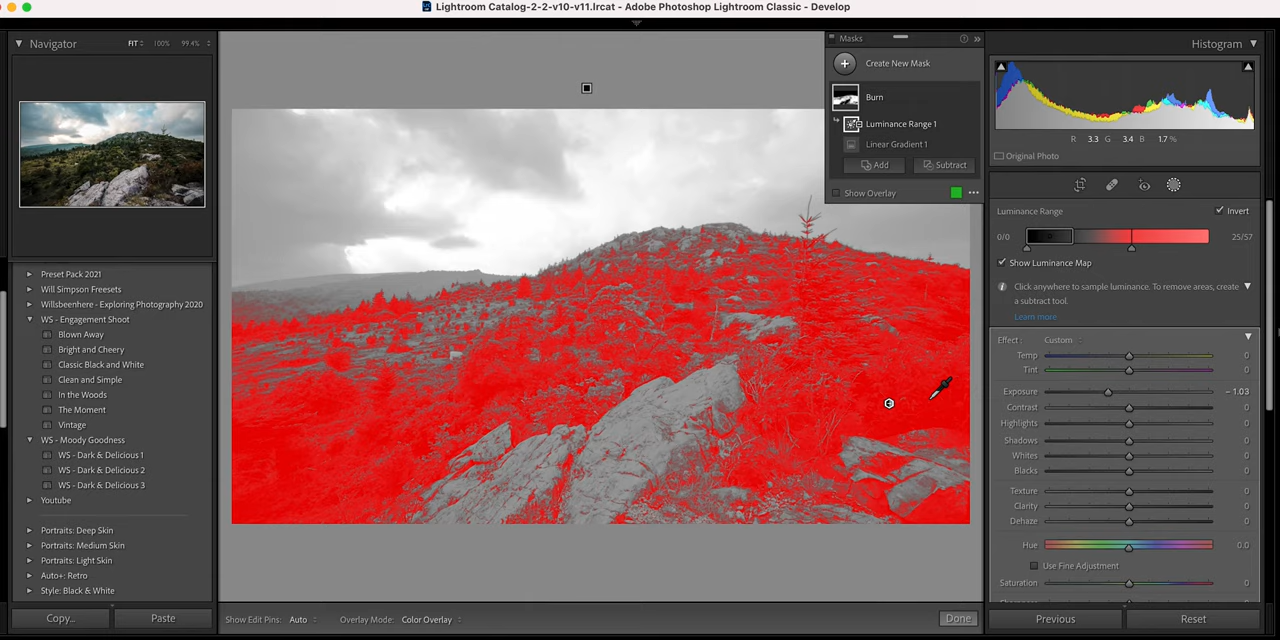 Lightroom Catalog-2-2-v10-v11.lrcat - Adobe Photoshop Lightroom Classic - Develop
Navigator
FIT
100%
99.4%
Preset Pack 2021
Will Simpson Freesets
Willsbeenhere - Exploring Photography 2020
WS - Engagement Shoot
Blown Away
Bright and Cheery
Classic Black and White
Clean and Simple
In the Woods
The Moment
Vintage
WS - Moody Goodness
WS - Dark & Delicious 1
WS - Dark & Delicious 2
WS - Dark & Delicious 3
Youtube
Portraits: Deep Skin
Portraits: Medium Skin
Portraits: Light Skin
Auto+: Retro
Style: Black & White
Copy...
Paste
Masks
Create New Mask
Burn
Luminance Range 1
Linear Gradient 1
Add
Subtract
Show Overlay
Show Edit Pins: Auto
Overlay Mode: Color Overlay
Done
Histogram
R 3.3 G 3.4 B 1.7 %
Original Photo
Luminance Range
Invert
0/0
25/57
Show Luminance Map
Click anywhere to sample luminance. To remove areas, create
a subtract tool.
Learn more
Effect: Custom
Temp 0
Tint 0
Exposure – 1.03
Contrast 0
Highlights 0
Shadows 0
Whites 0
Blacks 0
Texture 0
Clarity 0
Dehaze 0
Hue 0.0
Use Fine Adjustment
Saturation 0
Previous
Reset